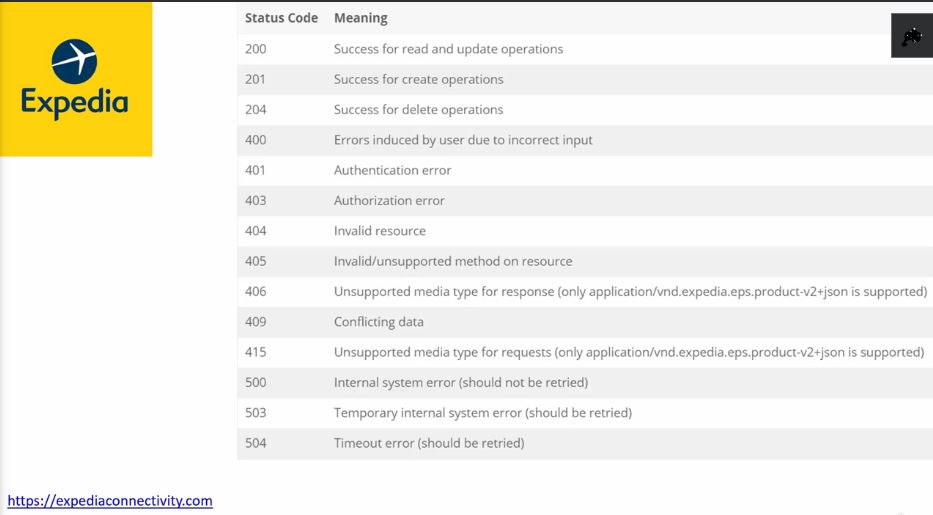 Expedia
Status Code Meaning
200 Success for read and update operations
201 Success for create operations
204 Success for delete operations
400 Errors induced by user due to incorrect input
401 Authentication error
403 Authorization error
404 Invalid resource
405 Invalid/unsupported method on resource
406 Unsupported media type for response (only application/vnd.expedia.eps.product-v2+json is supported)
409 Conflicting data
415 Unsupported media type for requests (only application/vnd.expedia.eps.product-v2+json is supported)
500 Internal system error (should not be retried)
503 Temporary internal system error (should be retried)
504 Timeout error (should be retried)
https://expediaconnectivity.com